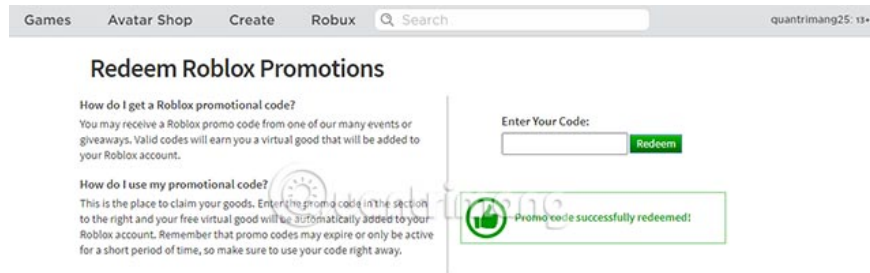 Games Avatar Shop Create Robux Search quantrimang25: 13+
Redeem Roblox Promotions
How do I get a Roblox promotional code?
You may receive a Roblox promo code from one of our many events or
giveaways. Valid codes will earn you a virtual good that will be added to
your Roblox account.
How do I use my promotional code?
This is the place to claim your goods. Enter the promo code in the section
to the right and your free virtual good will be automatically added to your
Roblox account. Remember that promo codes may expire or only be active
for a short period of time, so make sure to use your code right away.
Enter Your Code:
Redeem
Promo code successfully redeemed!
Quantrimang